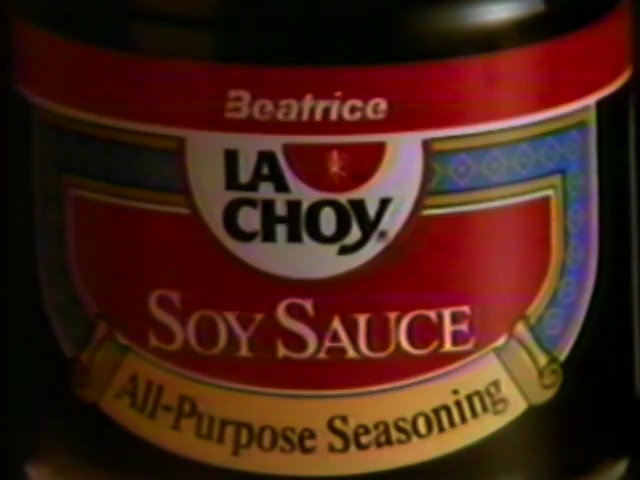 Beatrice
LA
CHOY®
SOY SAUCE
All-Purpose Seasoning